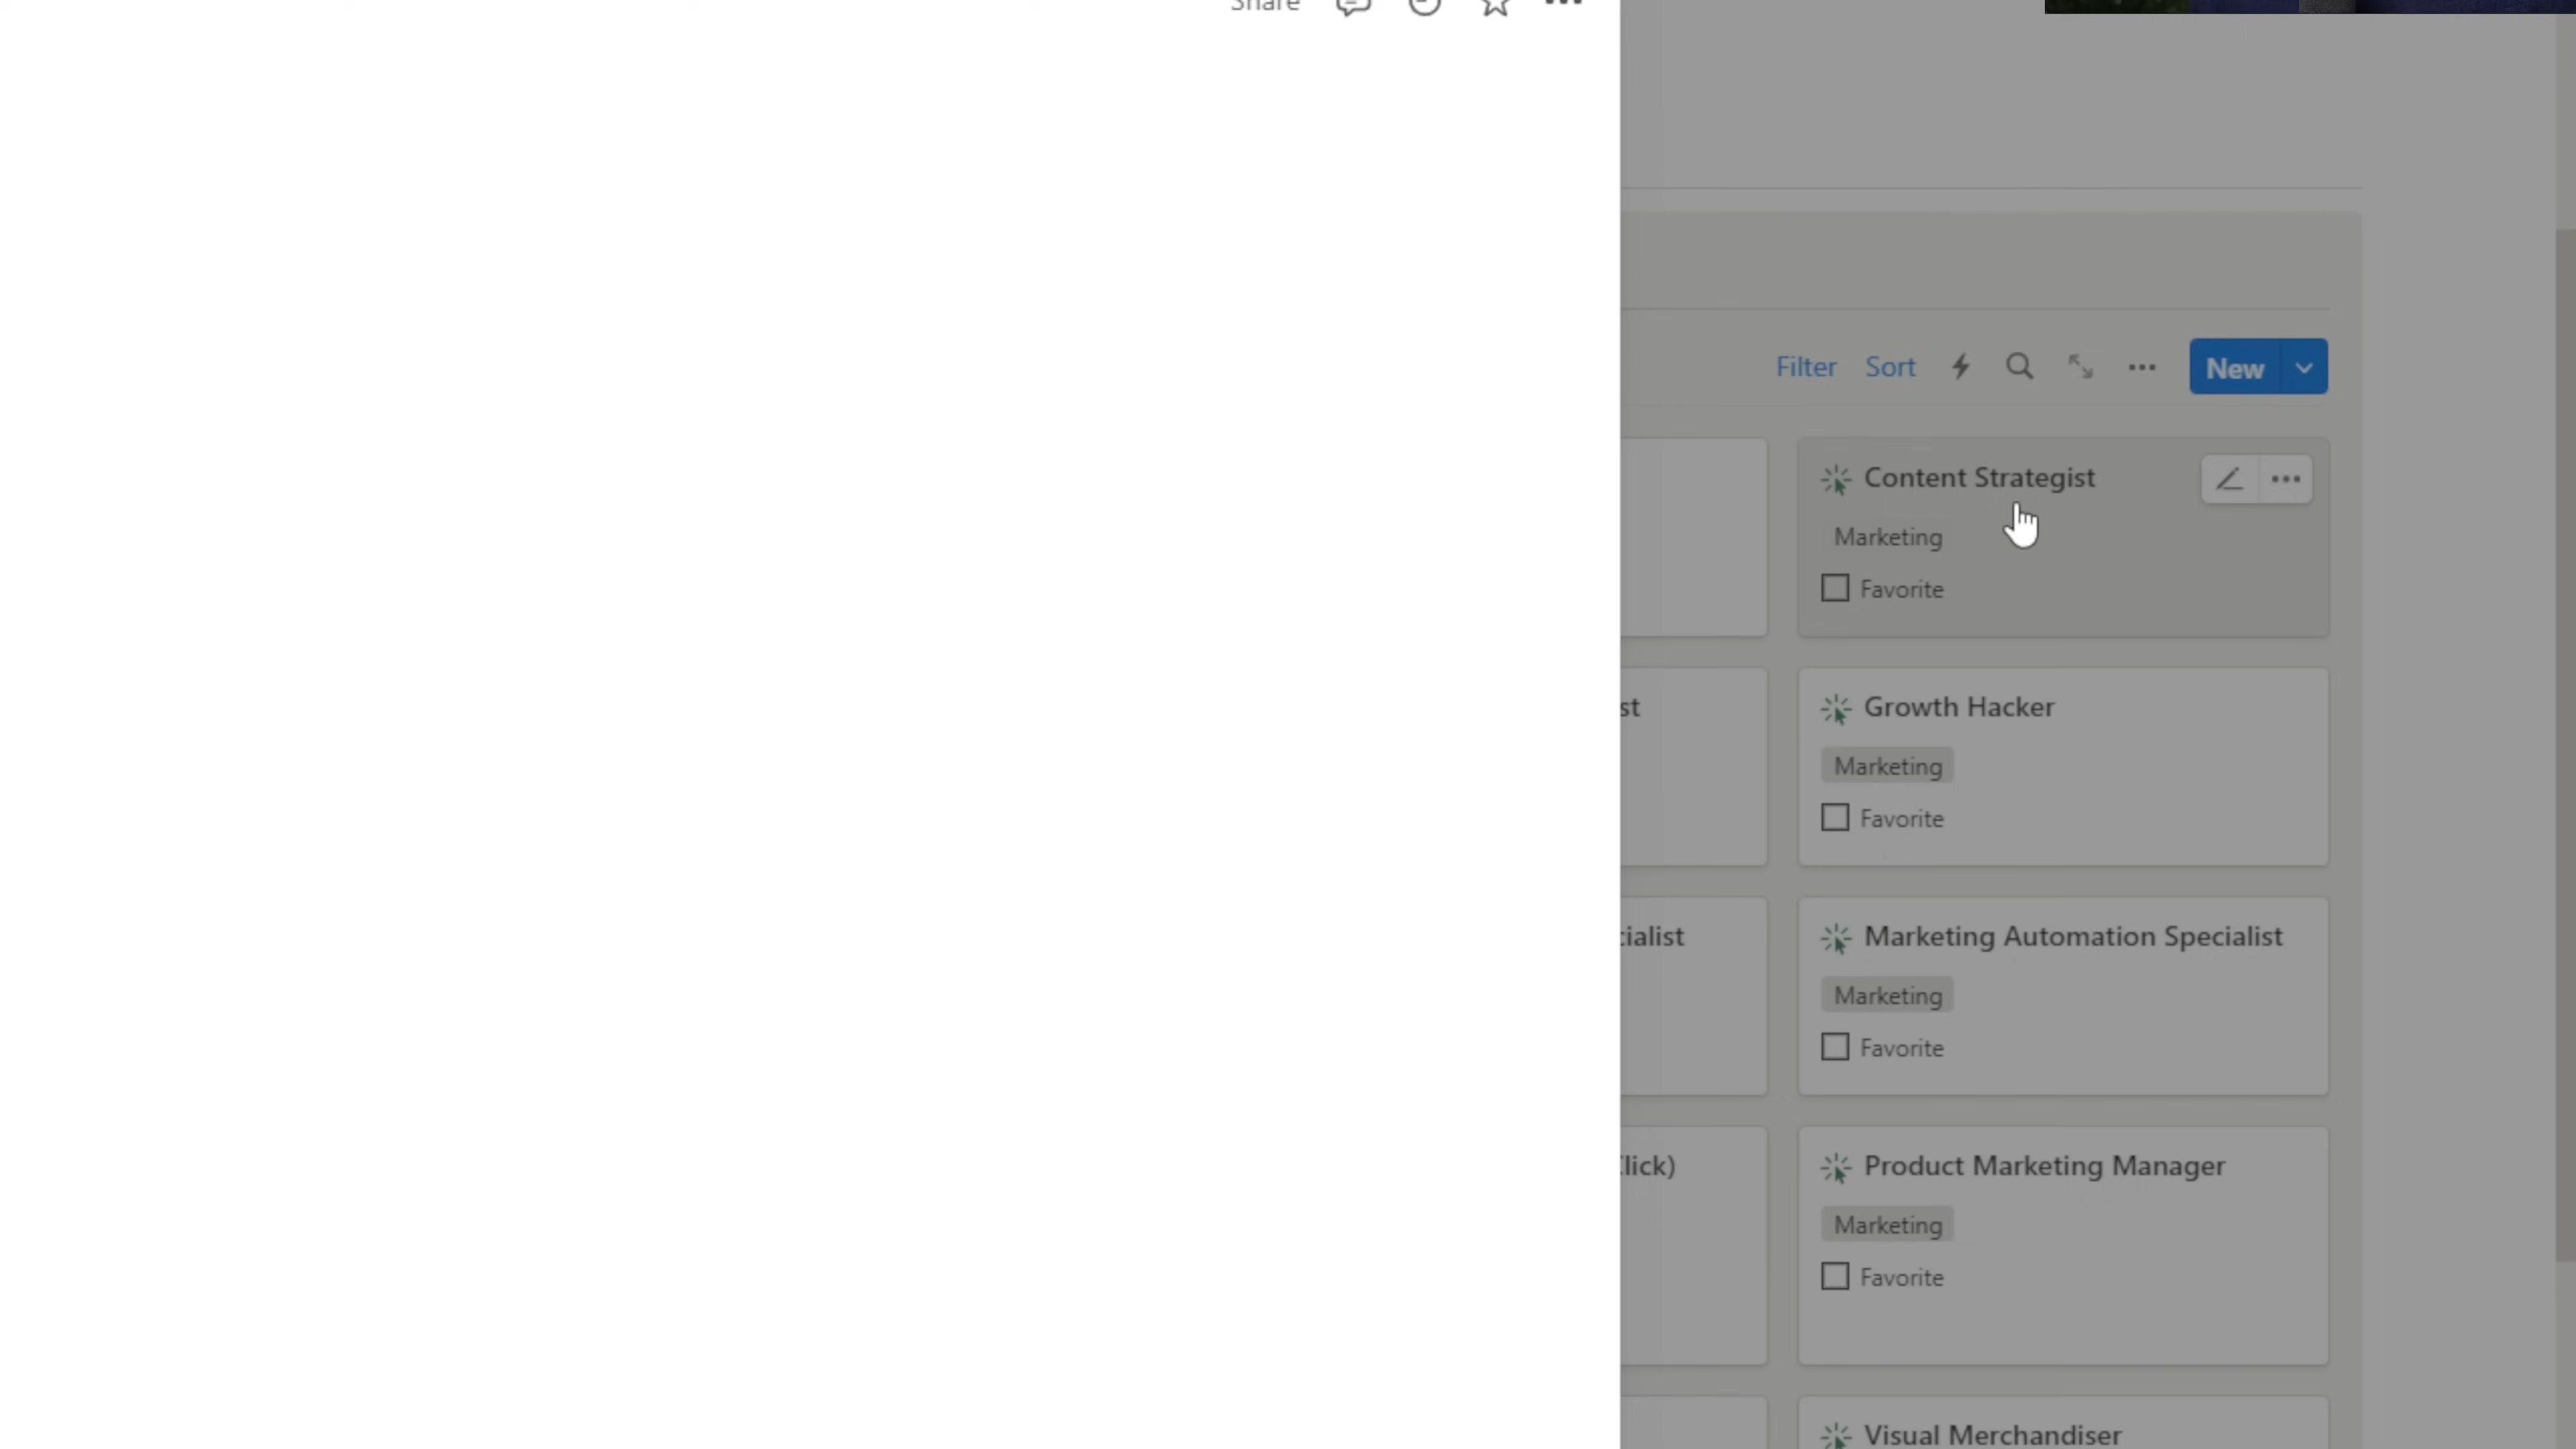 Share
Filter Sort New
Content Strategist
Marketing
Favorite
st
Growth Hacker
Marketing
Favorite
ialist
Marketing Automation Specialist
Marketing
Favorite
lick)
Product Marketing Manager
Marketing
Favorite
Visual Merchandiser